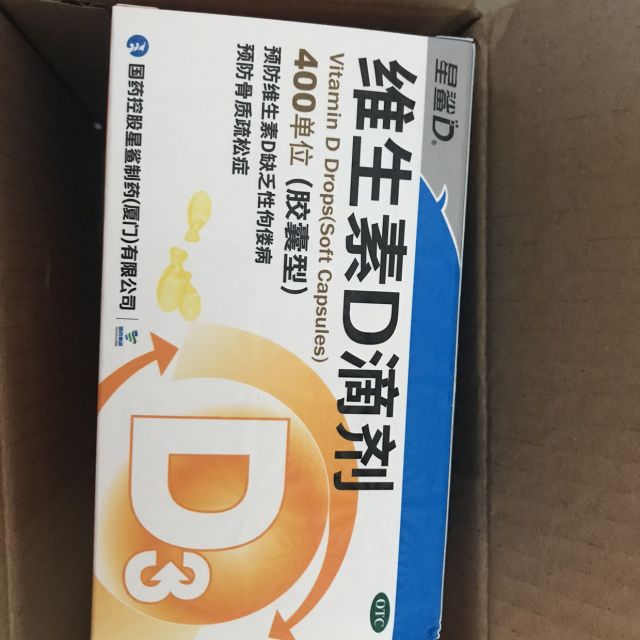 星鲨D®
维生素D滴剂
Vitamin D Drops(Soft Capsules)
400单位（胶囊型）
预防维生素D缺乏性佝偻病
预防骨质疏松症
国药控股星鲨制药(厦门)有限公司
D3
OTC